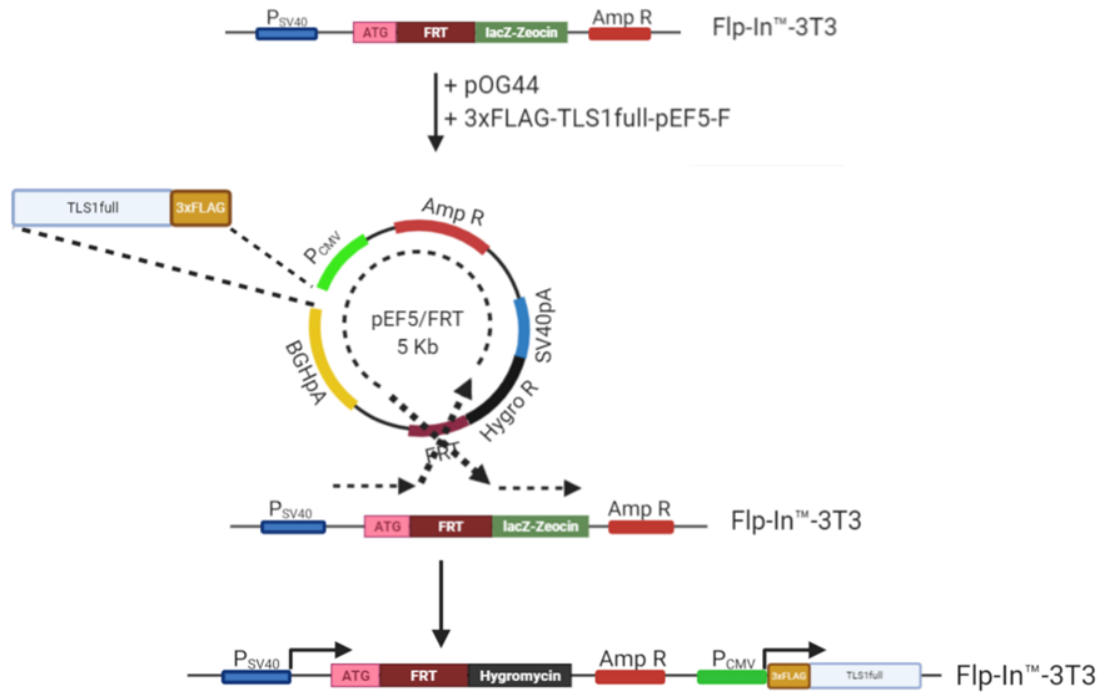 PSV40
ATG
FRT
lacZ-Zeocin
Amp R
Flp-In™-3T3
+ pOG44
+ 3xFLAG-TLS1full-pEF5-F
TLS1full
3xFLAG
PCMV
Amp R
pEF5/FRT
5 Kb
SV40pA
BGHpA
Hygro R
FRT
PSV40
ATG
FRT
lacZ-Zeocin
Amp R
Flp-In™-3T3
PSV40
ATG
FRT
Hygromycin
Amp R
PCMV
3xFLAG
TLS1full
Flp-In™-3T3